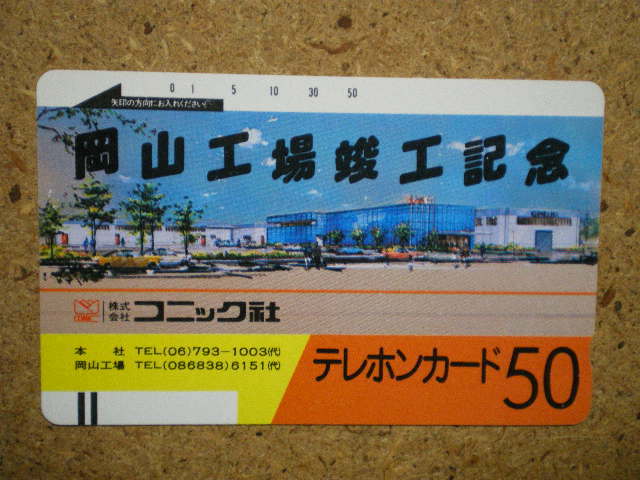 0 1 5 10 30 50
矢印の方向にお入れください
岡山工場竣工記念
株式会社 コニック社
本 社 TEL(06)793-1003(代)
岡山工場 TEL(086838)6151(代)
テレホンカード50